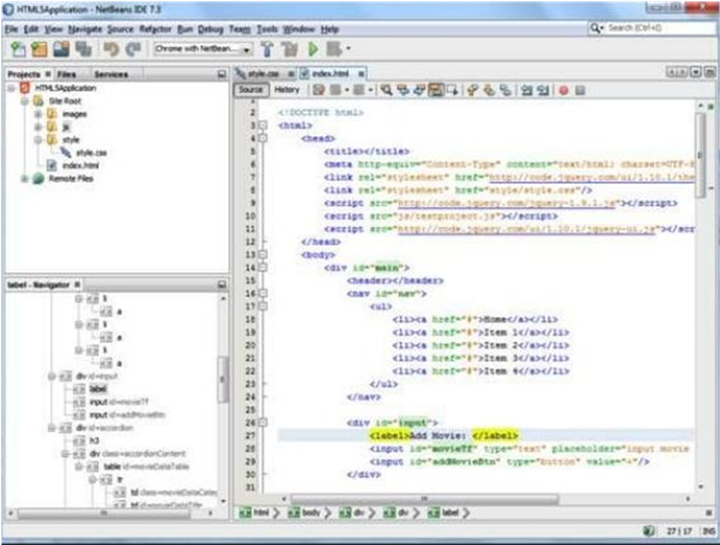 HTML5Application - NetBeans IDE 7.3
File Edit View Navigate Source Refactor Run Debug Team Tools Window Help
Search (Ctrl+I)
Chrome with NetBean...
Projects Files Services
HTML5Application
Site Root
images
js
style
style.css
index.html
Remote Files
label - Navigator
li
a
li
a
li
a
div id=input
label
input id=movieTf
input id=addMovieBtn
div id=accordion
h3
div class=accordionContent
table id=movieDataTable
tr
td class=movieDataCateg
style.css index.html
Source History
2 <!DOCTYPE html>
3 <html>
4 <head>
5 <title></title>
6 <meta http-equiv="Content-Type" content="text/html; charset=UTF-8
7 <link rel="stylesheet" href="http://code.jquery.com/ui/1.10.1/the
8 <link rel="stylesheet" href="style/style.css"/>
9 <script src="http://code.jquery.com/jquery-1.9.1.js"></script>
10 <script src="js/testproject.js"></script>
11 <script src="http://code.jquery.com/ui/1.10.1/jquery-ui.js"></scr
12 </head>
13 <body>
14 <div id="main">
15 <header></header>
16 <nav id="nav">
17 <ul>
18 <li><a href="#">Home</a></li>
19 <li><a href="#">Item 1</a></li>
20 <li><a href="#">Item 2</a></li>
21 <li><a href="#">Item 3</a></li>
22 <li><a href="#">Item 4</a></li>
23 </ul>
24 </nav>
26 <div id="input">
27 <label>Add Movie: </label>
28 <input id="movieTf" type="text" placeholder="input movie
29 <input id="addMovieBtn" type="button" value="+"/>
30 </div>
31
html body div div label
27 | 17 INS